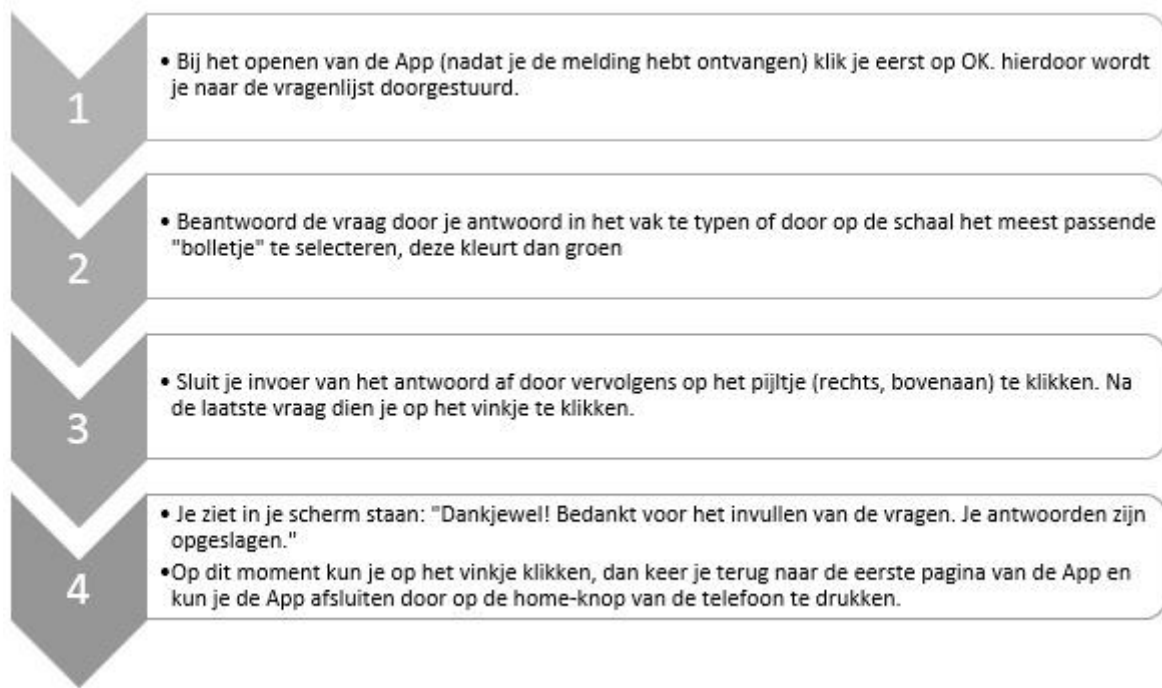 1
• Bij het openen van de App (nadat je de melding hebt ontvangen) klik je eerst op OK. hierdoor wordt
je naar de vragenlijst doorgestuurd.
2
• Beantwoord de vraag door je antwoord in het vak te typen of door op de schaal het meest passende
"bolletje" te selecteren, deze kleurt dan groen
3
• Sluit je invoer van het antwoord af door vervolgens op het pijltje (rechts, bovenaan) te klikken. Na
de laatste vraag dien je op het vinkje te klikken.
4
• Je ziet in je scherm staan: "Dankjewel! Bedankt voor het invullen van de vragen. Je antwoorden zijn
opgeslagen."
•Op dit moment kun je op het vinkje klikken, dan keer je terug naar de eerste pagina van de App en
kun je de App afsluiten door op de home-knop van de telefoon te drukken.